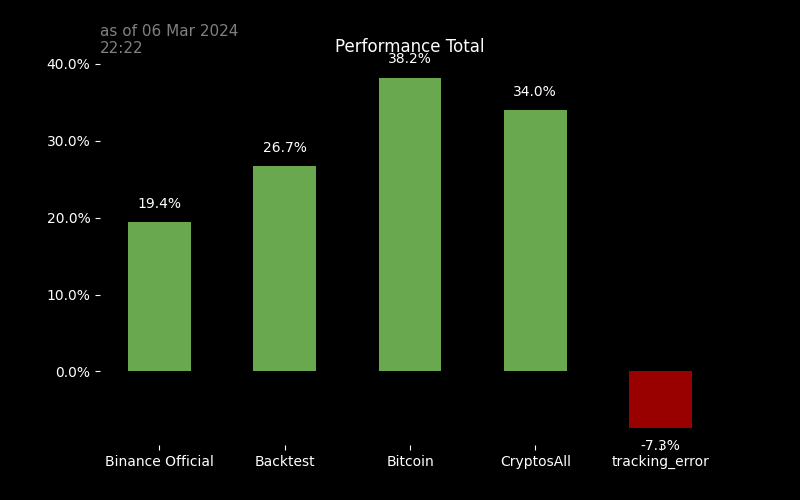 as of 06 Mar 2024
22:22
Performance Total
40.0%
30.0%
20.0%
10.0%
0.0%
19.4%
26.7%
38.2%
34.0%
-7.3%
Binance Official
Backtest
Bitcoin
CryptosAll
tracking_error